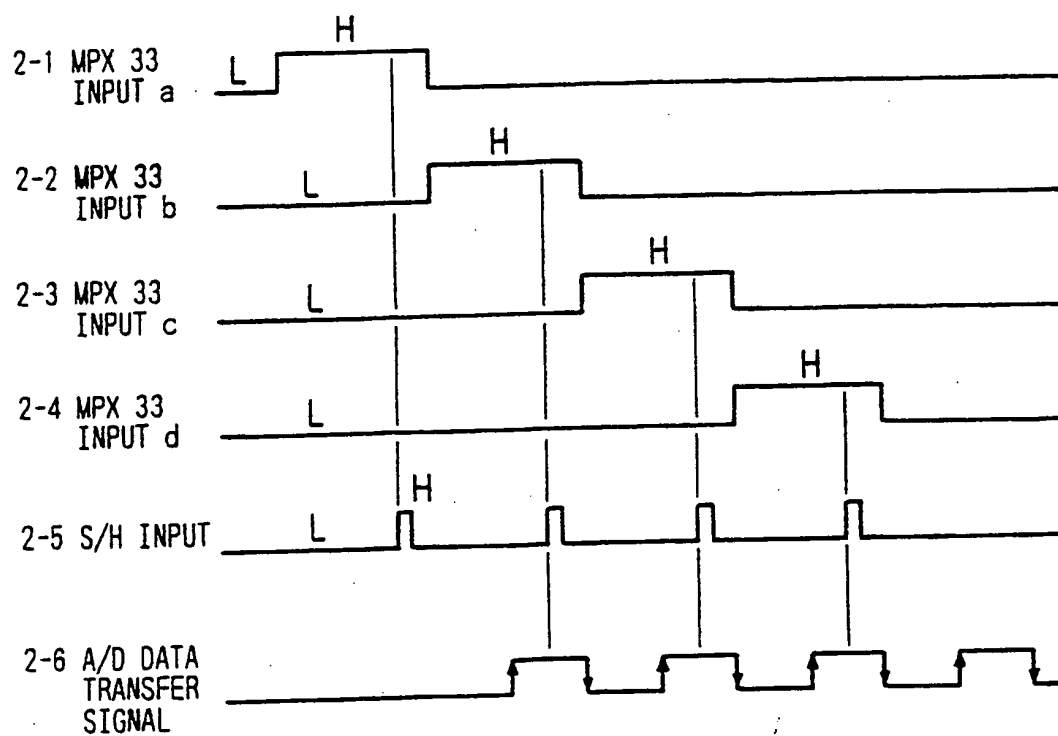 2-1 MPX 33
INPUT a
L
H
2-2 MPX 33
INPUT b
L
H
2-3 MPX 33
INPUT c
L
H
2-4 MPX 33
INPUT d
L
H
2-5 S/H INPUT
L
H
2-6 A/D DATA
TRANSFER
SIGNAL